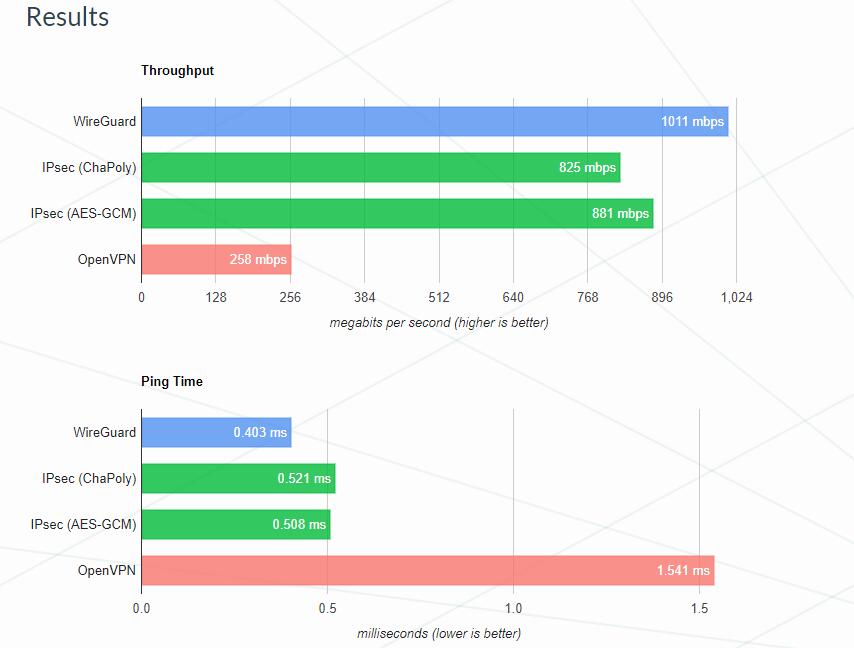 Results
Throughput
WireGuard 1011 mbps
IPsec (ChaPoly) 825 mbps
IPsec (AES-GCM) 881 mbps
OpenVPN 258 mbps
0 128 256 384 512 640 768 896 1,024
megabits per second (higher is better)
Ping Time
WireGuard 0.403 ms
IPsec (ChaPoly) 0.521 ms
IPsec (AES-GCM) 0.508 ms
OpenVPN 1.541 ms
0.0 0.5 1.0 1.5
milliseconds (lower is better)